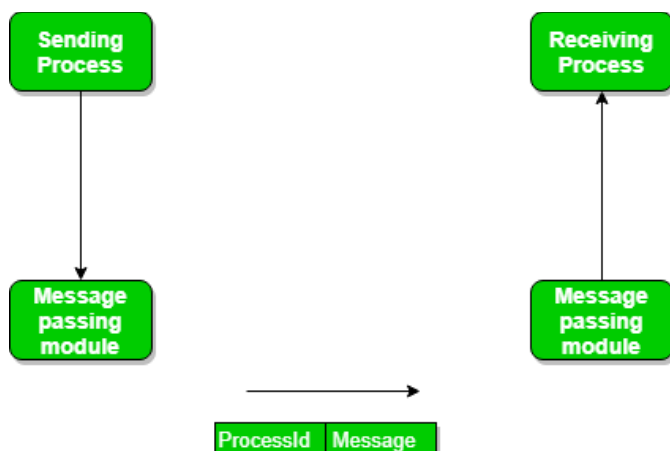 Sending
Process
Receiving
Process
Message
passing
module
Message
passing
module
ProcessId Message